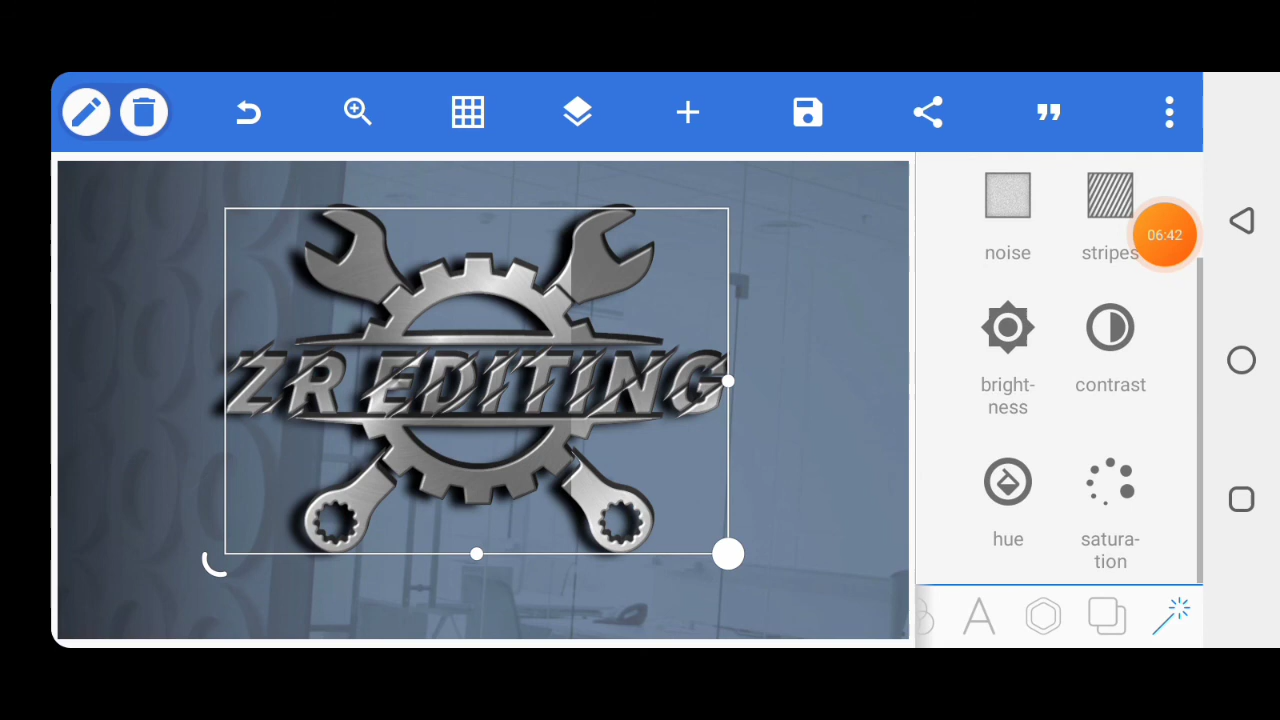 noise
stripes
06:42
bright-
ness
contrast
hue
satura-
tion
ZR EDITING